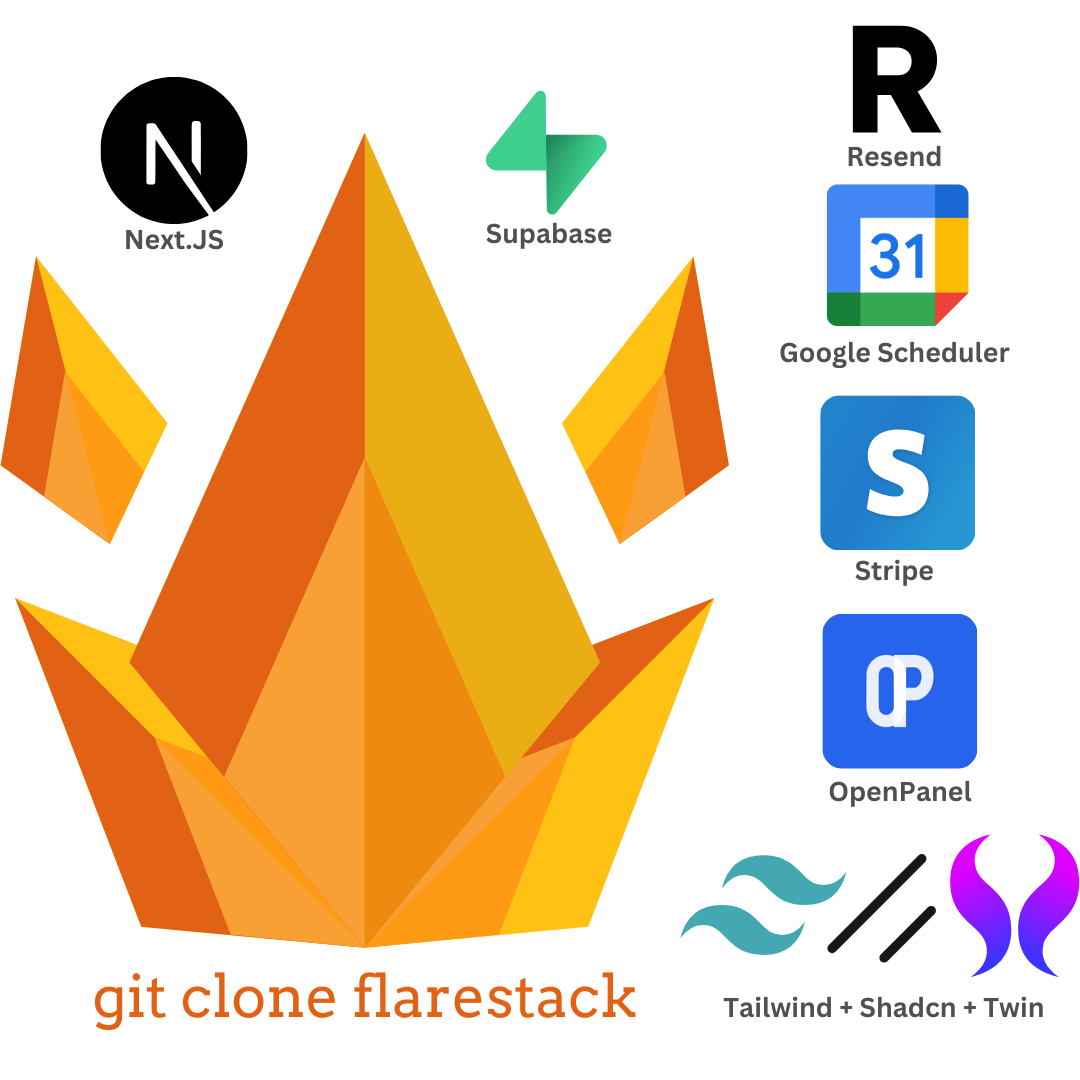 N
Next.JS
Supabase
R
Resend
31
Google Scheduler
S
Stripe
OP
OpenPanel
Tailwind + Shadcn + Twin
git clone flarestack